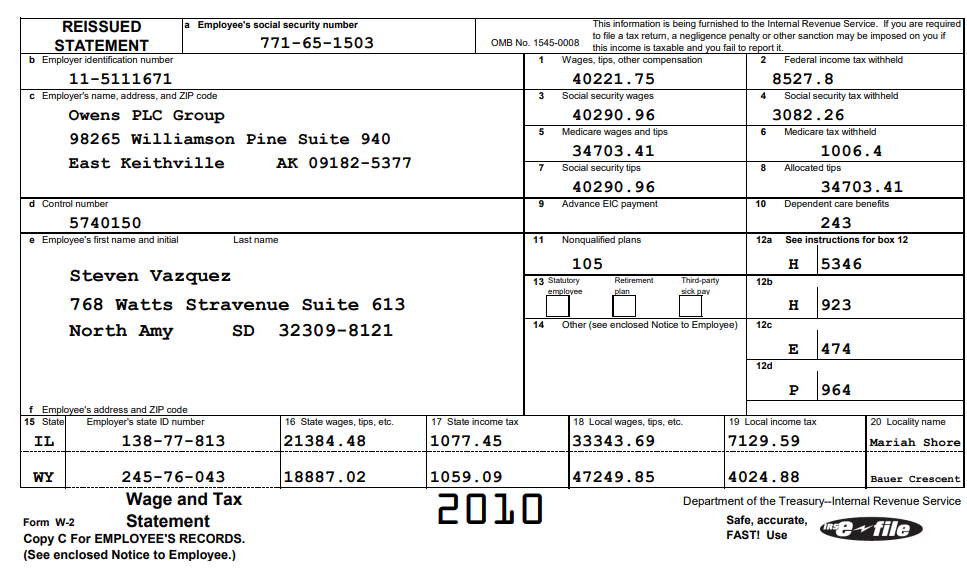 REISSUED
STATEMENT
a Employee's social security number
771-65-1503
OMB No. 1545-0008
This information is being furnished to the Internal Revenue Service. If you are required
to file a tax return, a negligence penalty or other sanction may be imposed on you if
this income is taxable and you fail to report it.
b Employer identification number
11-5111671
1 Wages, tips, other compensation
40221.75
2 Federal income tax withheld
8527.8
c Employer's name, address, and ZIP code
Owens PLC Group
98265 Williamson Pine Suite 940
East Keithville AK 09182-5377
3 Social security wages
40290.96
4 Social security tax withheld
3082.26
5 Medicare wages and tips
34703.41
6 Medicare tax withheld
1006.4
7 Social security tips
40290.96
8 Allocated tips
34703.41
d Control number
5740150
9 Advance EIC payment
10 Dependent care benefits
243
e Employee's first name and initial Last name
Steven Vazquez
768 Watts Stravenue Suite 613
North Amy SD 32309-8121
11 Nonqualified plans
105
12a See instructions for box 12
H 5346
13 Statutory employee
Retirement plan
Third-party sick pay
12b
H 923
14 Other (see enclosed Notice to Employee)
12c
E 474
12d
P 964
f Employee's address and ZIP code
15 State Employer's state ID number 16 State wages, tips, etc. 17 State income tax 18 Local wages, tips, etc. 19 Local income tax 20 Locality name
IL 138-77-813 21384.48 1077.45 33343.69 7129.59 Mariah Shore
WY 245-76-043 18887.02 1059.09 47249.85 4024.88 Bauer Crescent
Wage and Tax
Statement
Form W-2
2010
Department of the Treasury--Internal Revenue Service
Copy C For EMPLOYEE'S RECORDS.
(See enclosed Notice to Employee.)
Safe, accurate,
FAST! Use
IRS e-file